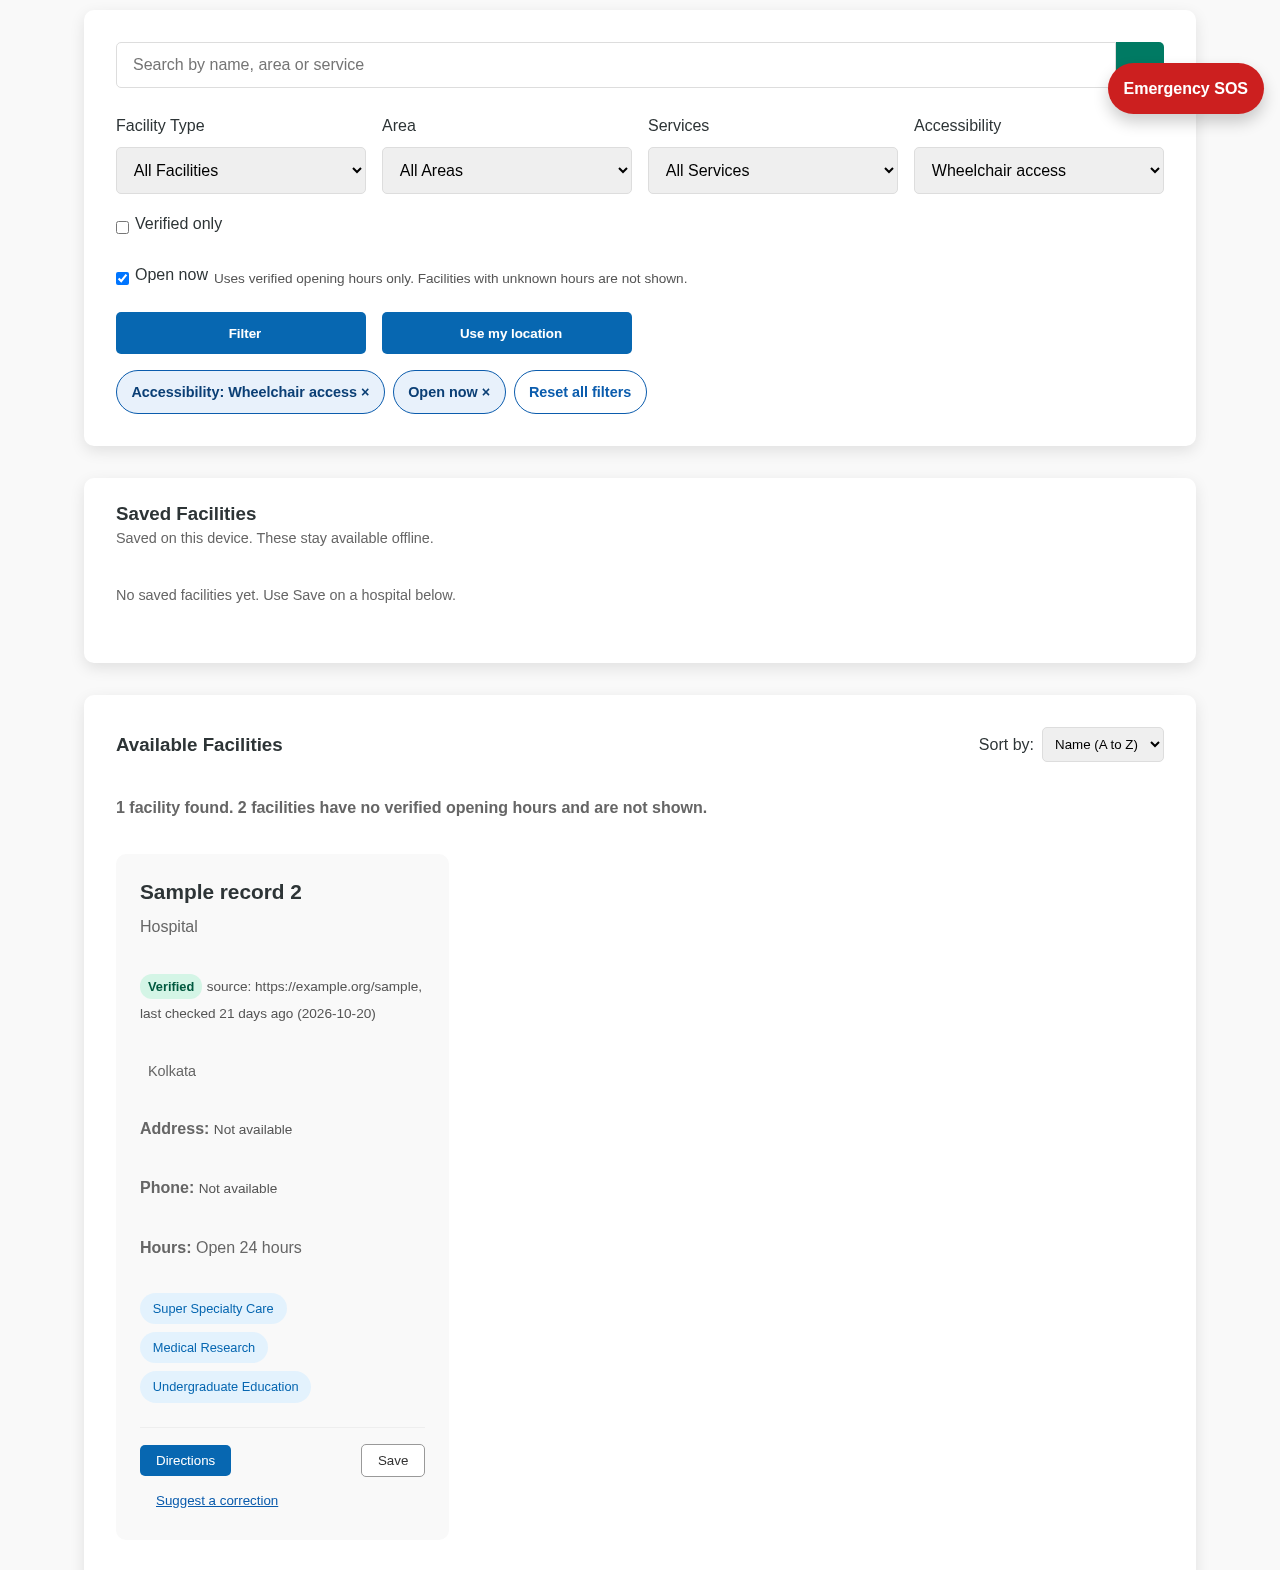 Search by name, area or service
Emergency SOS
Facility Type
Area
Services
Accessibility
All Facilities
All Areas
All Services
Wheelchair access
Verified only
Open now Uses verified opening hours only. Facilities with unknown hours are not shown.
Filter
Use my location
Accessibility: Wheelchair access ×
Open now ×
Reset all filters
Saved Facilities
Saved on this device. These stay available offline.
No saved facilities yet. Use Save on a hospital below.
Available Facilities
Sort by: Name (A to Z)
1 facility found. 2 facilities have no verified opening hours and are not shown.
Sample record 2
Hospital
Verified source: https://example.org/sample,
last checked 21 days ago (2026-10-20)
Kolkata
Address: Not available
Phone: Not available
Hours: Open 24 hours
Super Specialty Care
Medical Research
Undergraduate Education
Directions
Save
Suggest a correction